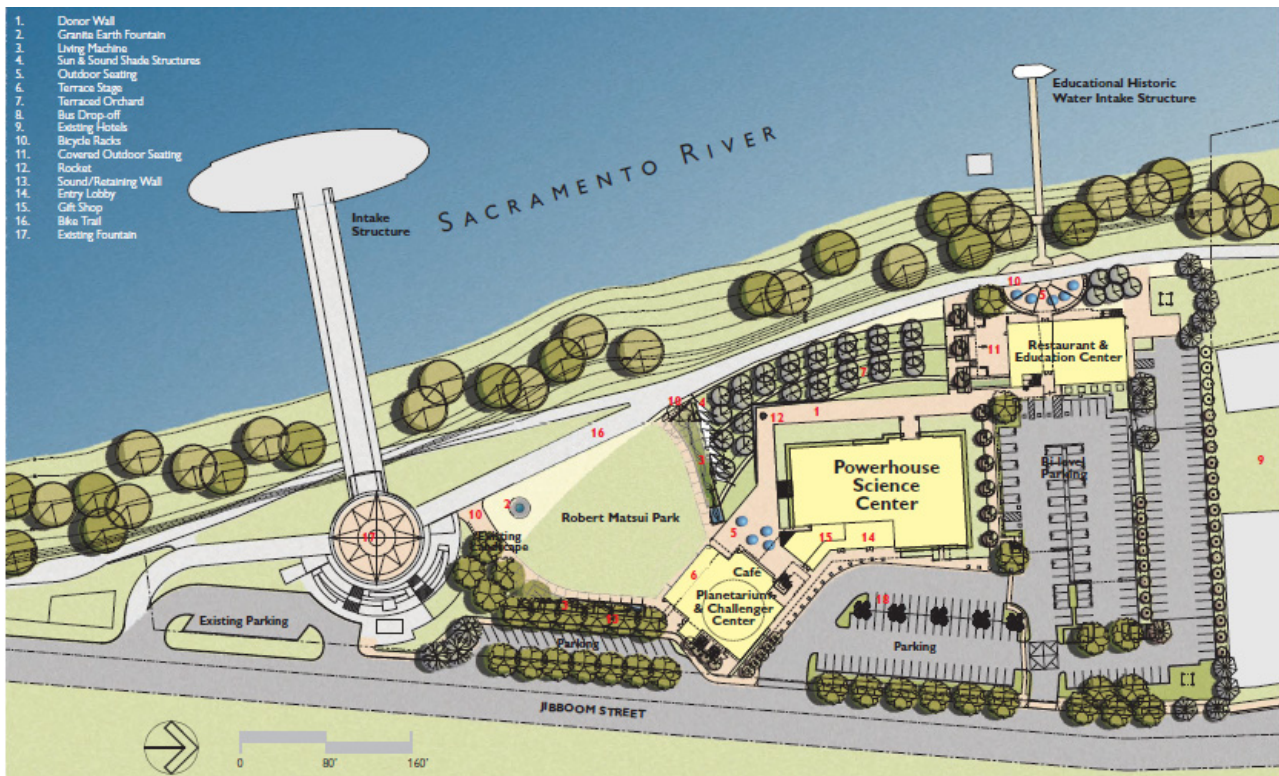 1. Donor Wall
2. Granite Earth Fountain
3. Living Machine
4. Sun & Sound Shade Structures
5. Outdoor Seating
6. Terrace Stage
7. Terraced Orchard
8. Bus Drop-off
9. Existing Hotels
10. Bicycle Racks
11. Covered Outdoor Seating
12. Rocket
13. Sound/Retaining Wall
14. Entry Lobby
15. Gift Shop
16. Bike Trail
17. Existing Fountain
Educational Historic
Water Intake Structure
SACRAMENTO RIVER
Intake
Structure
10
5
11
Restaurant &
Education Center
7
4
12
1
16
3
9
Powerhouse
Science
Center
Bi-level
Parking
2
10
Robert Matsui Park
17
Existing
Landscape
5
15
14
6
Café
Planetarium
& Challenger
Center
18
Existing Parking
Parking
Parking
JIBBOOM STREET
0 80' 160'